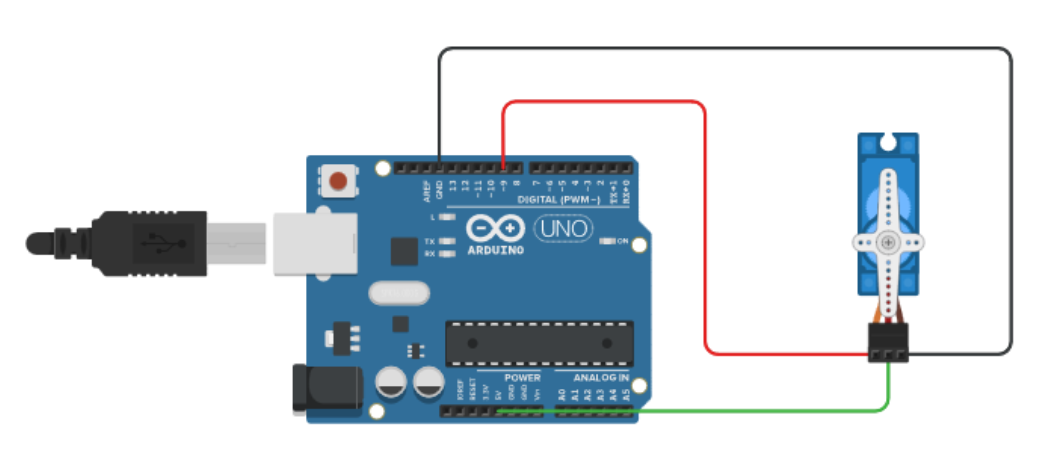 AREF
GND
13
12
~11
~10
~9
8
7
~6
~5
4
~3
2
TX→1
RX←0
DIGITAL (PWM~)
L
TX
RX
ARDUINO
UNO
ON
POWER
ANALOG IN
IOREF
RESET
3.3V
5V
GND
GND
Vin
A0
A1
A2
A3
A4
A5